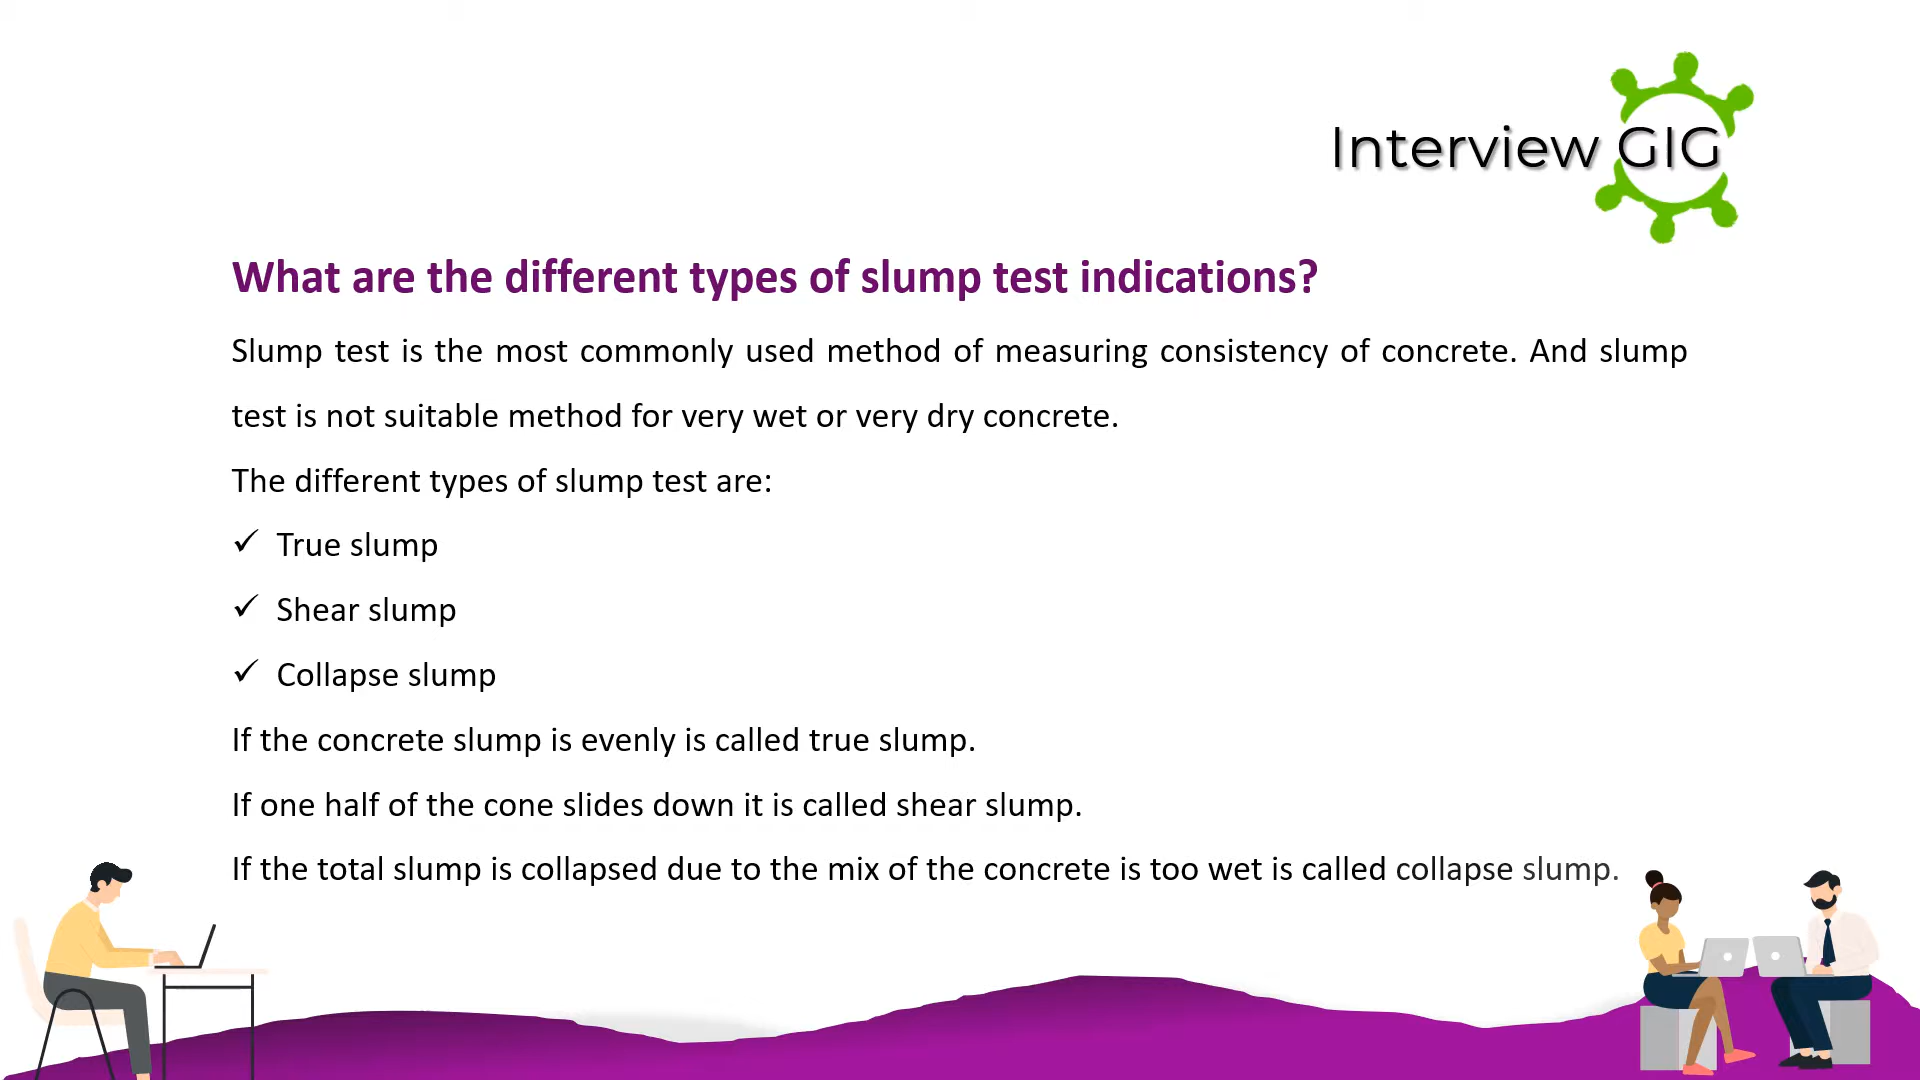 Interview GIG
What are the different types of slump test indications?
Slump test is the most commonly used method of measuring consistency of concrete. And slump
test is not suitable method for very wet or very dry concrete.
The different types of slump test are:
✓ True slump
✓ Shear slump
✓ Collapse slump
If the concrete slump is evenly is called true slump.
If one half of the cone slides down it is called shear slump.
If the total slump is collapsed due to the mix of the concrete is too wet is called collapse slump.